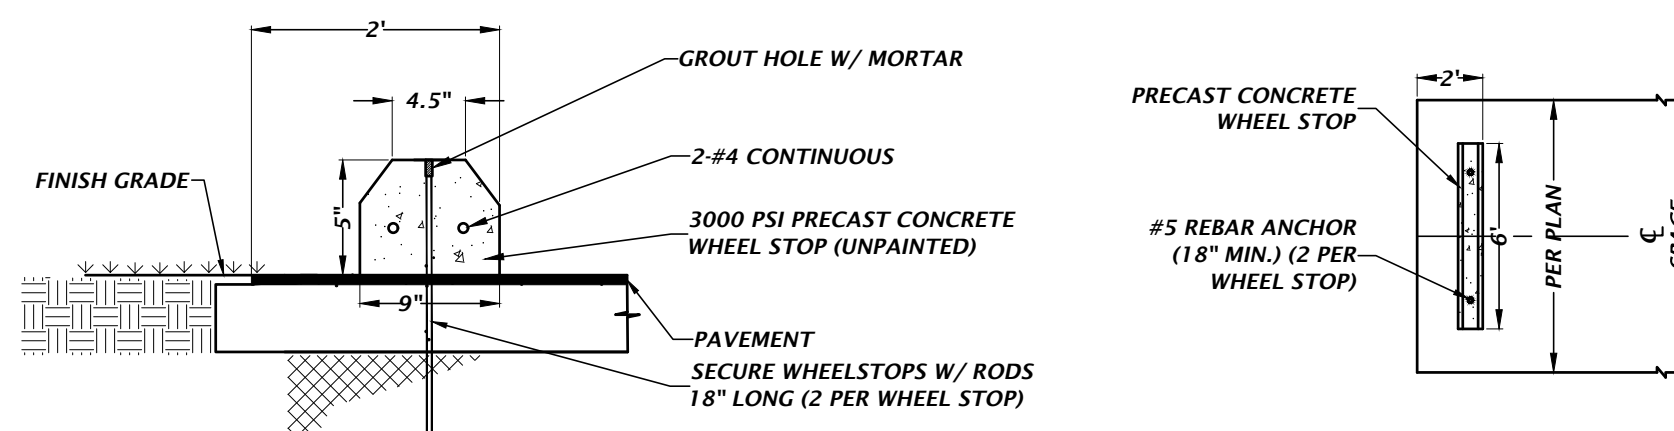 2'
GROUT HOLE W/ MORTAR
4.5"
2-#4 CONTINUOUS
FINISH GRADE
5"
3000 PSI PRECAST CONCRETE
WHEEL STOP (UNPAINTED)
9"
PAVEMENT
SECURE WHEELSTOPS W/ RODS
18" LONG (2 PER WHEEL STOP)
2'
PRECAST CONCRETE
WHEEL STOP
#5 REBAR ANCHOR
(18" MIN.) (2 PER
WHEEL STOP)
6'
PER PLAN
℄